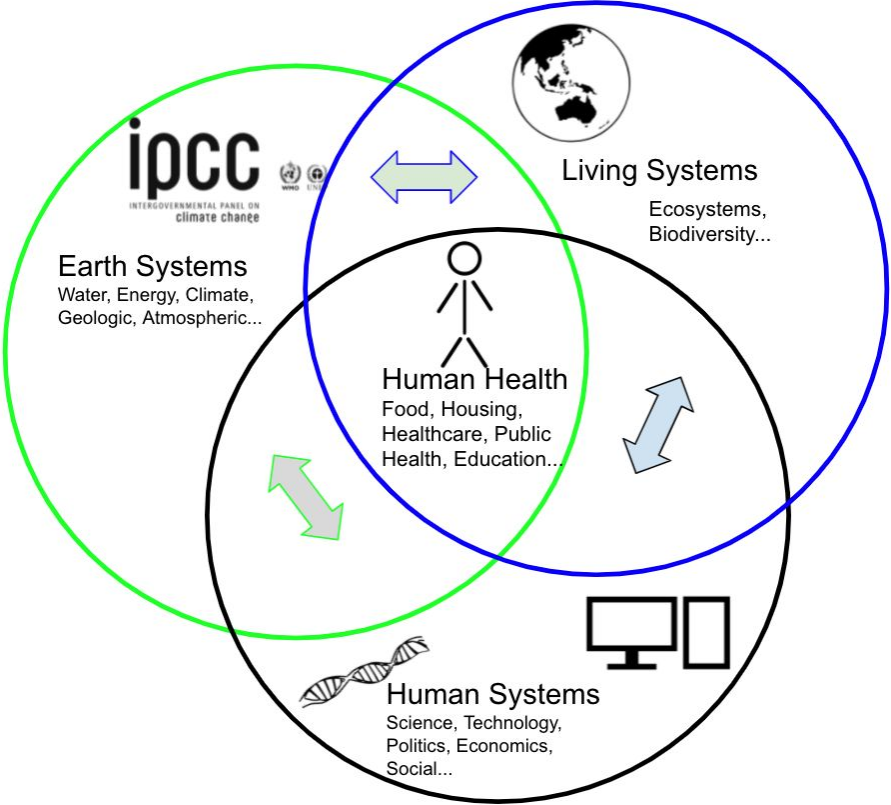 ipcc
WMO
INTERGOVERNMENTAL PANEL ON
climate change
Living Systems
Ecosystems,
Biodiversity...
Earth Systems
Water, Energy, Climate,
Geologic, Atmospheric...
Human Health
Food, Housing,
Healthcare, Public
Health, Education...
Human Systems
Science, Technology,
Politics, Economics,
Social...